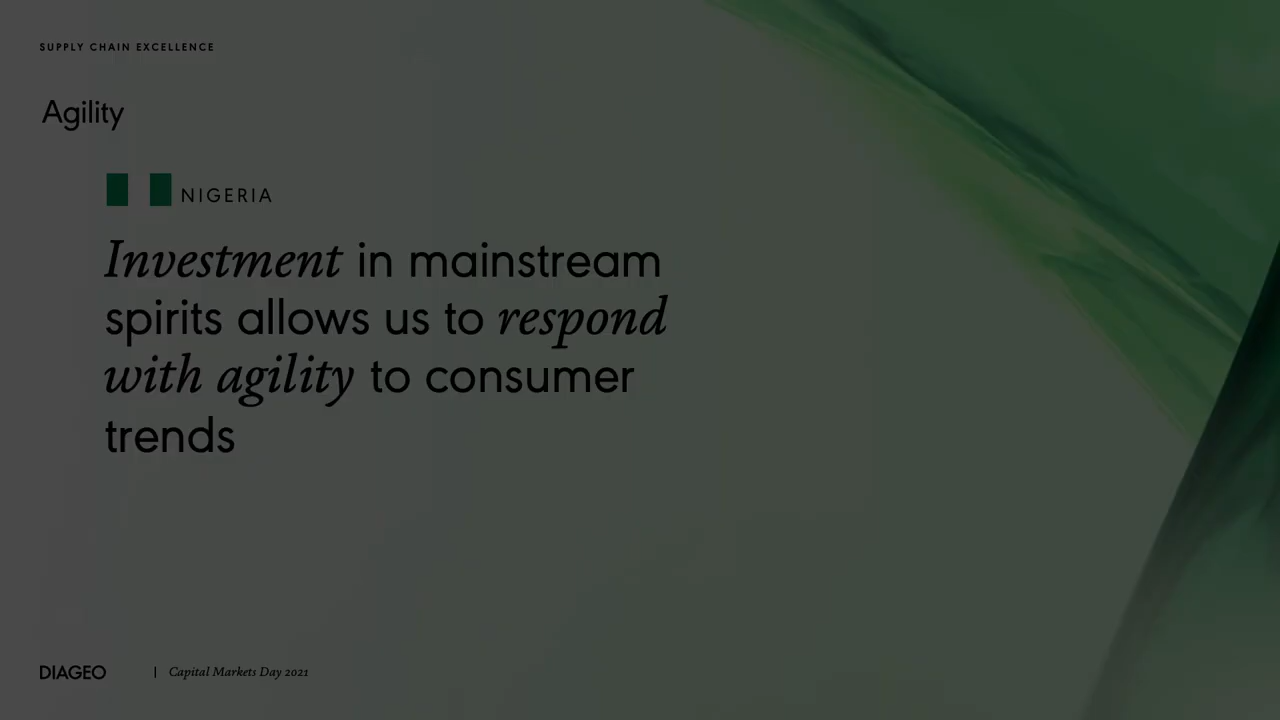 SUPPLY CHAIN EXCELLENCE
Agility
NIGERIA
Investment in mainstream
spirits allows us to respond
with agility to consumer
trends
DIAGEO | Capital Markets Day 2021